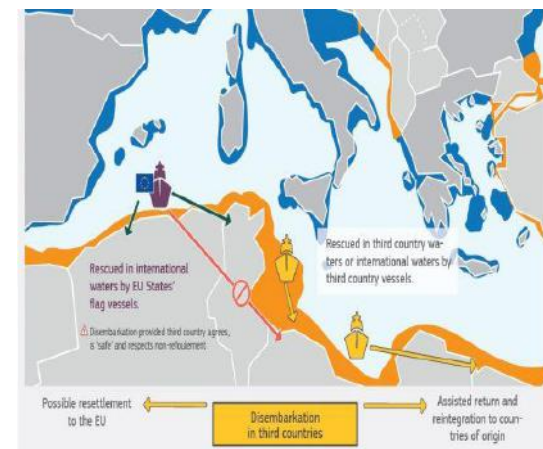 Rescued in third country wa-
ters or international waters by
third country vessels.
Rescued in international
waters by EU States'
flag vessels.
Disembarkation provided third country agrees,
is 'safe' and respects non-refoulement
Possible resettlement
to the EU
Disembarkation
in third countries
Assisted return and
reintegration to coun-
tries of origin